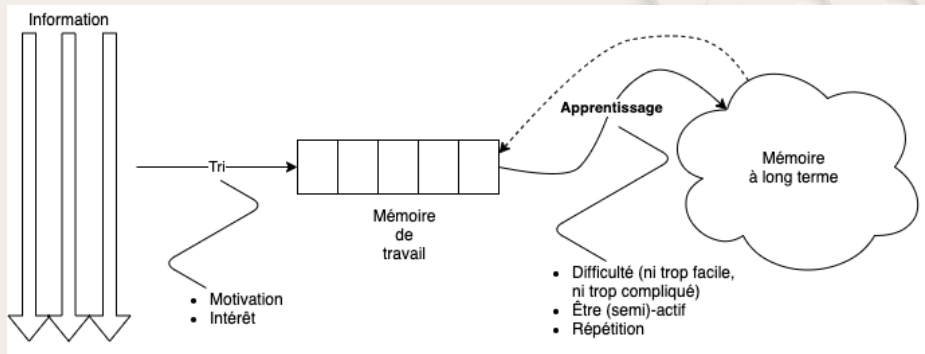 Information
Tri
Mémoire
de
travail
Apprentissage
Mémoire
à long terme
• Motivation
• Intérêt
• Difficulté (ni trop facile,
ni trop compliqué)
• Être (semi)-actif
• Répétition